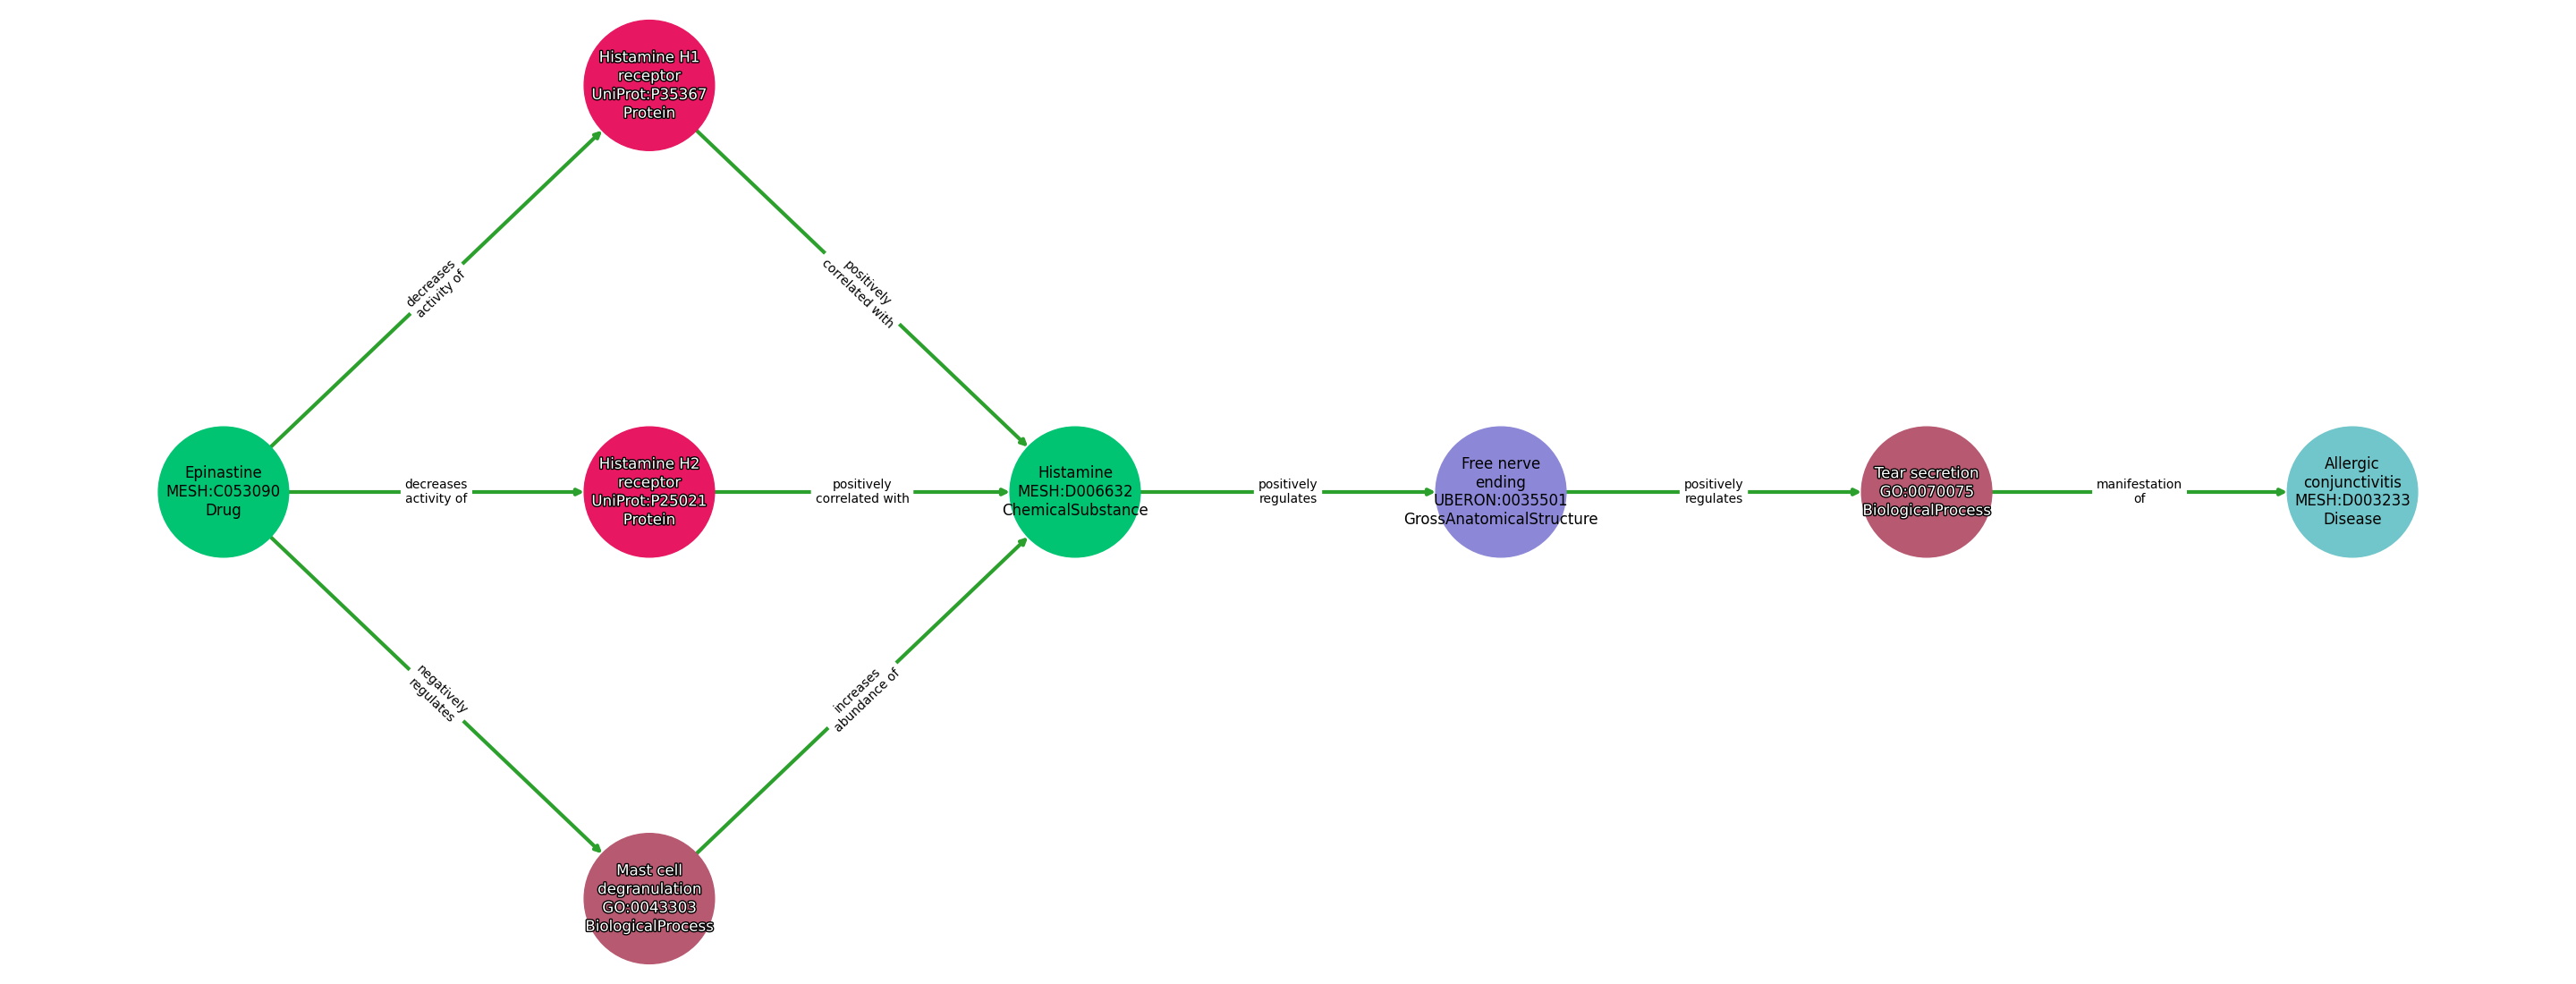 Histamine H1
receptor
UniProt:P35367
Protein
decreases
activity of
positively
correlated with
Epinastine
MESH:C053090
Drug
decreases
activity of
Histamine H2
receptor
UniProt:P25021
Protein
positively
correlated with
Histamine
MESH:D006632
ChemicalSubstance
positively
regulates
Free nerve
ending
UBERON:0035501
GrossAnatomicalStructure
positively
regulates
Tear secretion
GO:0070075
BiologicalProcess
manifestation
of
Allergic
conjunctivitis
MESH:D003233
Disease
negatively
regulates
increases
abundance of
Mast cell
degranulation
GO:0043303
BiologicalProcess